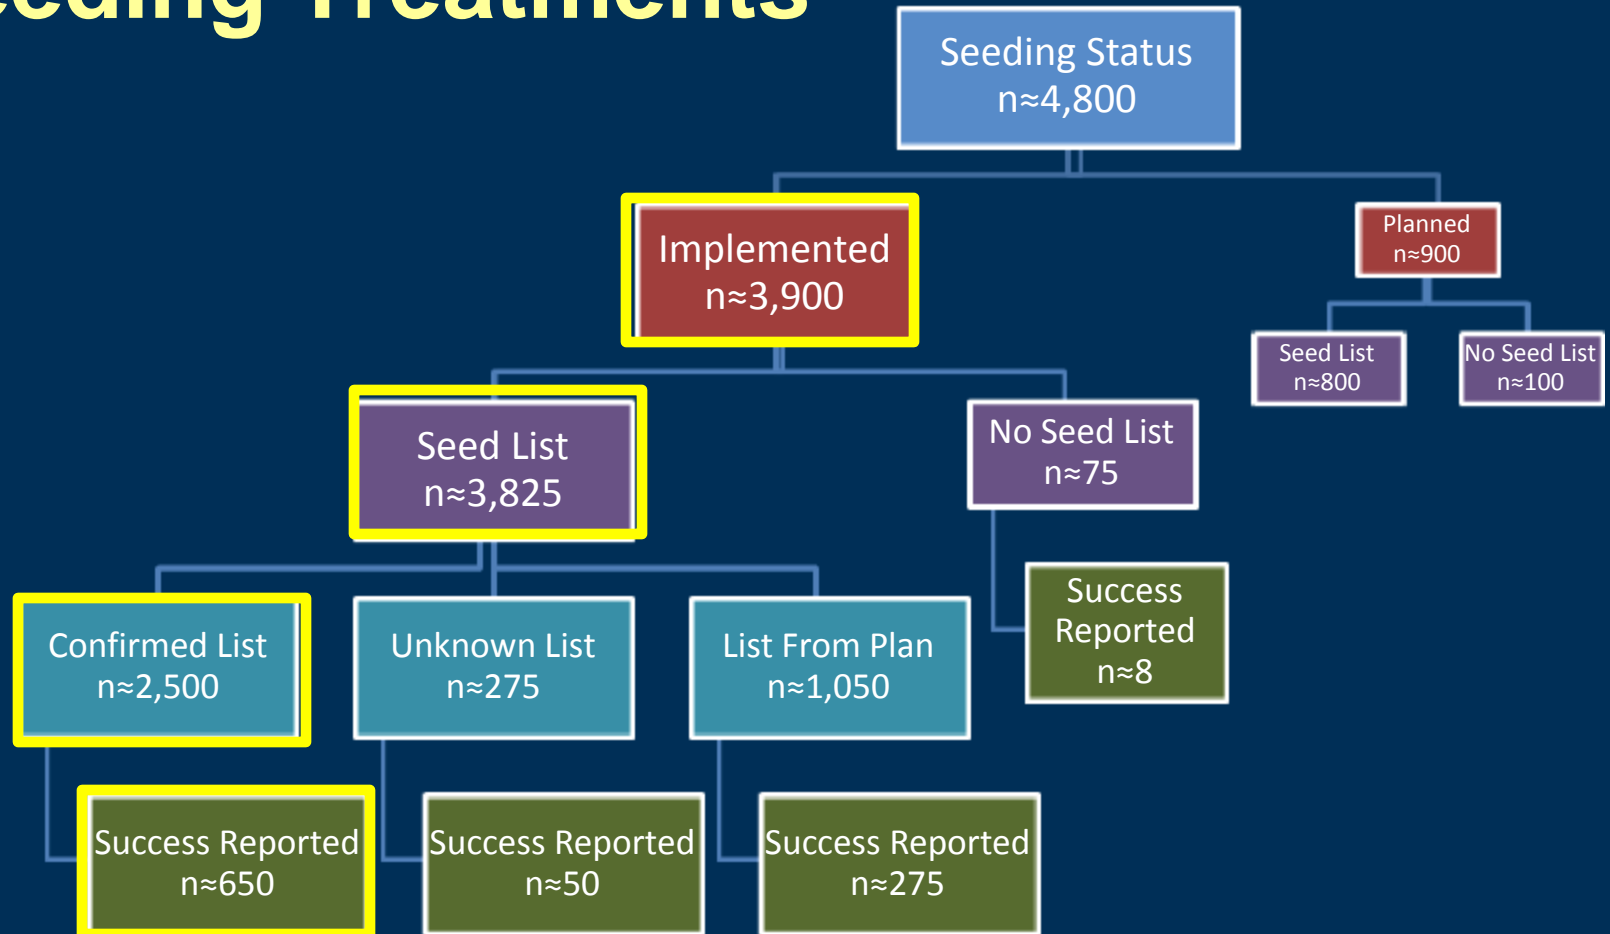 eeding Treatments
Seeding Status
n≈4,800
Implemented
n≈3,900
Planned
n≈900
Seed List
n≈800
No Seed List
n≈100
Seed List
n≈3,825
No Seed List
n≈75
Success
Reported
n≈8
Confirmed List
n≈2,500
Unknown List
n≈275
List From Plan
n≈1,050
Success Reported
n≈650
Success Reported
n≈50
Success Reported
n≈275